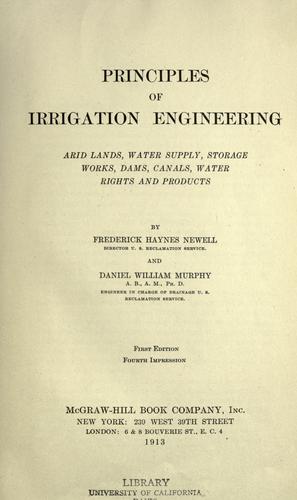 PRINCIPLES
OF
IRRIGATION ENGINEERING
ARID LANDS, WATER SUPPLY, STORAGE
WORKS, DAMS, CANALS, WATER
RIGHTS AND PRODUCTS
BY
FREDERICK HAYNES NEWELL
DIRECTOR U. S. RECLAMATION SERVICE.
AND
DANIEL WILLIAM MURPHY
A. B., A. M., PH. D.
ENGINEER IN CHARGE OF DRAINAGE U. S.
RECLAMATION SERVICE.
FIRST EDITION
FOURTH IMPRESSION
McGRAW-HILL BOOK COMPANY, INC.
NEW YORK: 239 WEST 39TH STREET
LONDON: 6 & 8 BOUVERIE ST., E. C. 4
1913
LIBRARY
UNIVERSITY OF CALIFORNIA
DAVIS